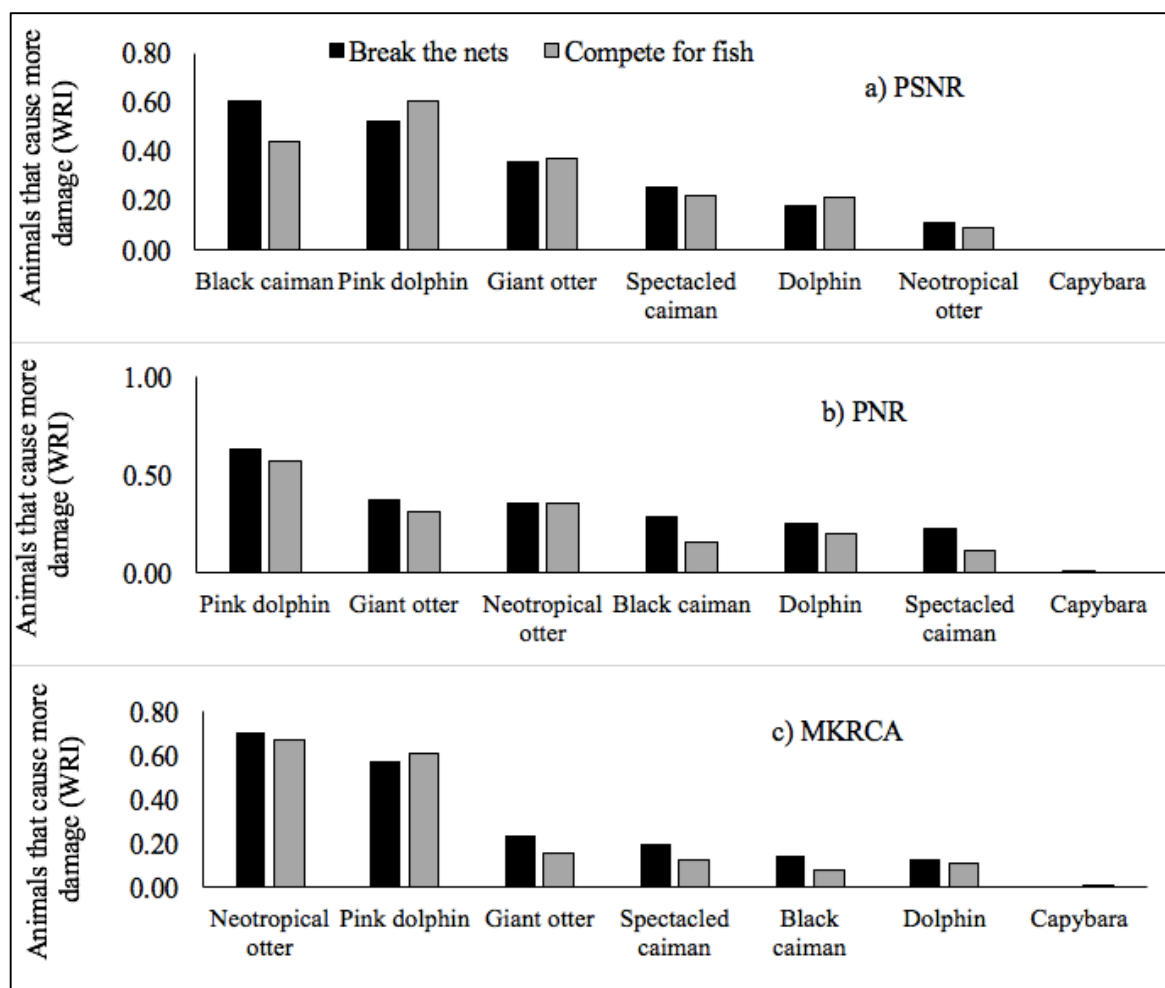 Animals that cause more
damage (WRI)
Break the nets
Compete for fish
a) PSNR
0.80
0.60
0.40
0.20
0.00
Black caiman Pink dolphin Giant otter Spectacled caiman Dolphin Neotropical otter Capybara
Animals that cause more
damage (WRI)
b) PNR
1.00
0.50
0.00
Pink dolphin Giant otter Neotropical otter Black caiman Dolphin Spectacled caiman Capybara
Animals that cause more
damage (WRI)
c) MKRCA
0.80
0.60
0.40
0.20
0.00
Neotropical otter Pink dolphin Giant otter Spectacled caiman Black caiman Dolphin Capybara